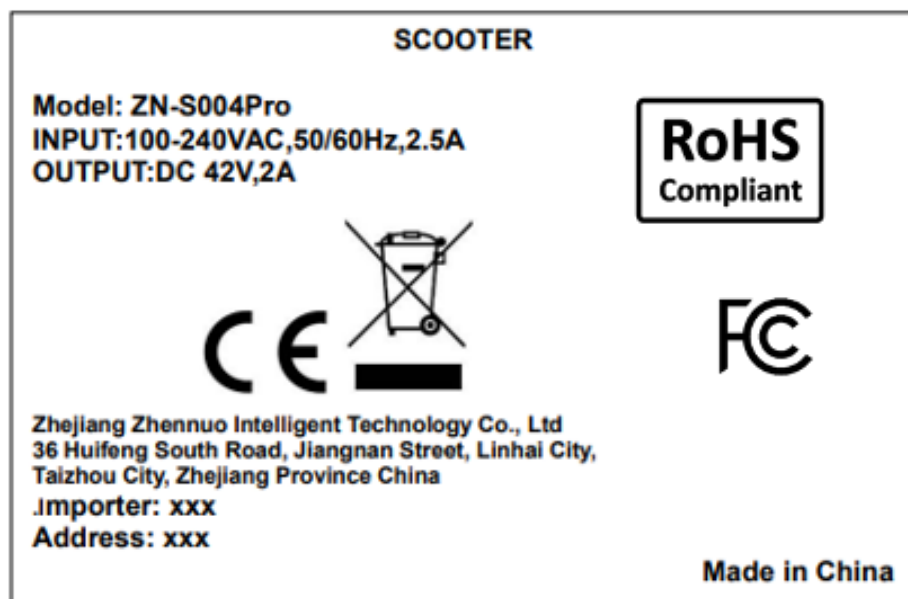 SCOOTER
Model: ZN-S004Pro
INPUT:100-240VAC,50/60Hz,2.5A
OUTPUT:DC 42V,2A
RoHS
Compliant
CE
FC
Zhejiang Zhennuo Intelligent Technology Co., Ltd
36 Huifeng South Road, Jiangnan Street, Linhai City,
Taizhou City, Zhejiang Province China
.Importer: xxx
Address: xxx
Made in China